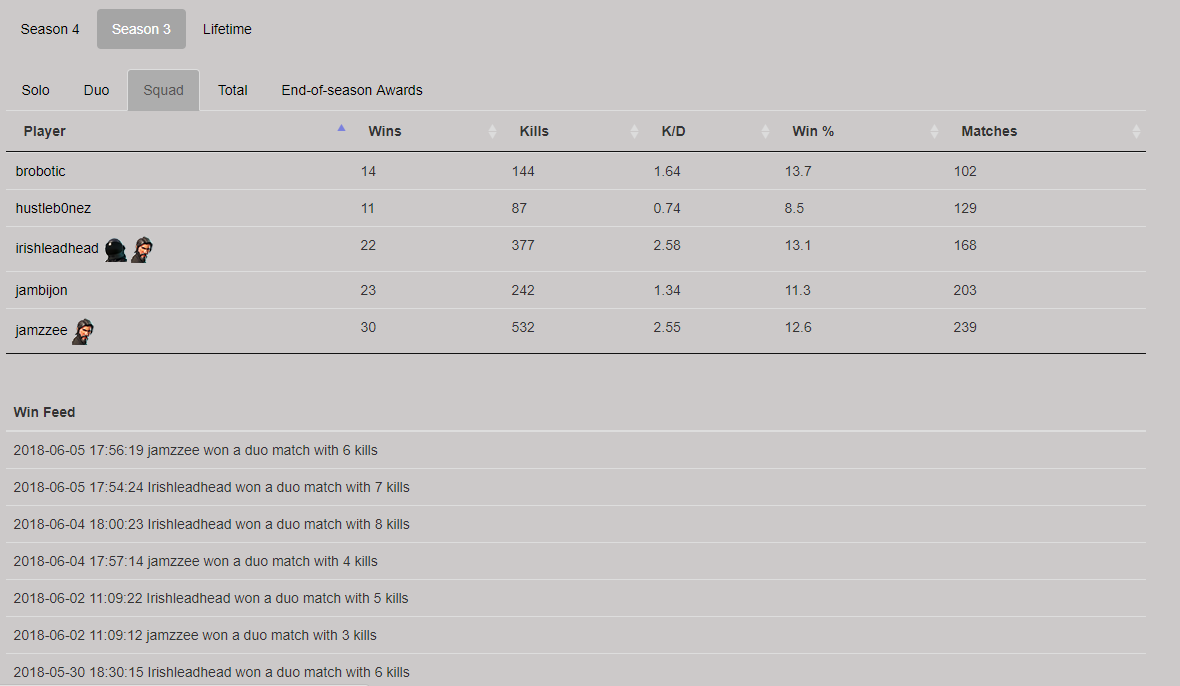 Season 4 Season 3 Lifetime
Solo Duo Squad Total End-of-season Awards
Player Wins Kills K/D Win % Matches
brobotic 14 144 1.64 13.7 102
hustleb0nez 11 87 0.74 8.5 129
irishleadhead 22 377 2.58 13.1 168
jambijon 23 242 1.34 11.3 203
jamzzee 30 532 2.55 12.6 239
Win Feed
2018-06-05 17:56:19 jamzzee won a duo match with 6 kills
2018-06-05 17:54:24 Irishleadhead won a duo match with 7 kills
2018-06-04 18:00:23 Irishleadhead won a duo match with 8 kills
2018-06-04 17:57:14 jamzzee won a duo match with 4 kills
2018-06-02 11:09:22 Irishleadhead won a duo match with 5 kills
2018-06-02 11:09:12 jamzzee won a duo match with 3 kills
2018-05-30 18:30:15 Irishleadhead won a duo match with 6 kills